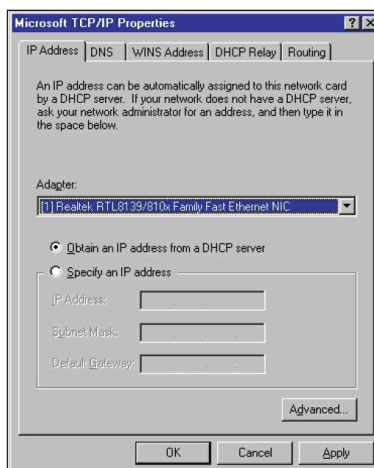 Microsoft TCP/IP Properties
IP Address DNS WINS Address DHCP Relay Routing
An IP address can be automatically assigned to this network card
by a DHCP server. If your network does not have a DHCP server,
ask your network administrator for an address, and then type it in
the space below.
Adapter:
[1] Realtek RTL8139/810x Family Fast Ethernet NIC
Obtain an IP address from a DHCP server
Specify an IP address
IP Address:
Subnet Mask:
Default Gateway:
Advanced...
OK Cancel Apply